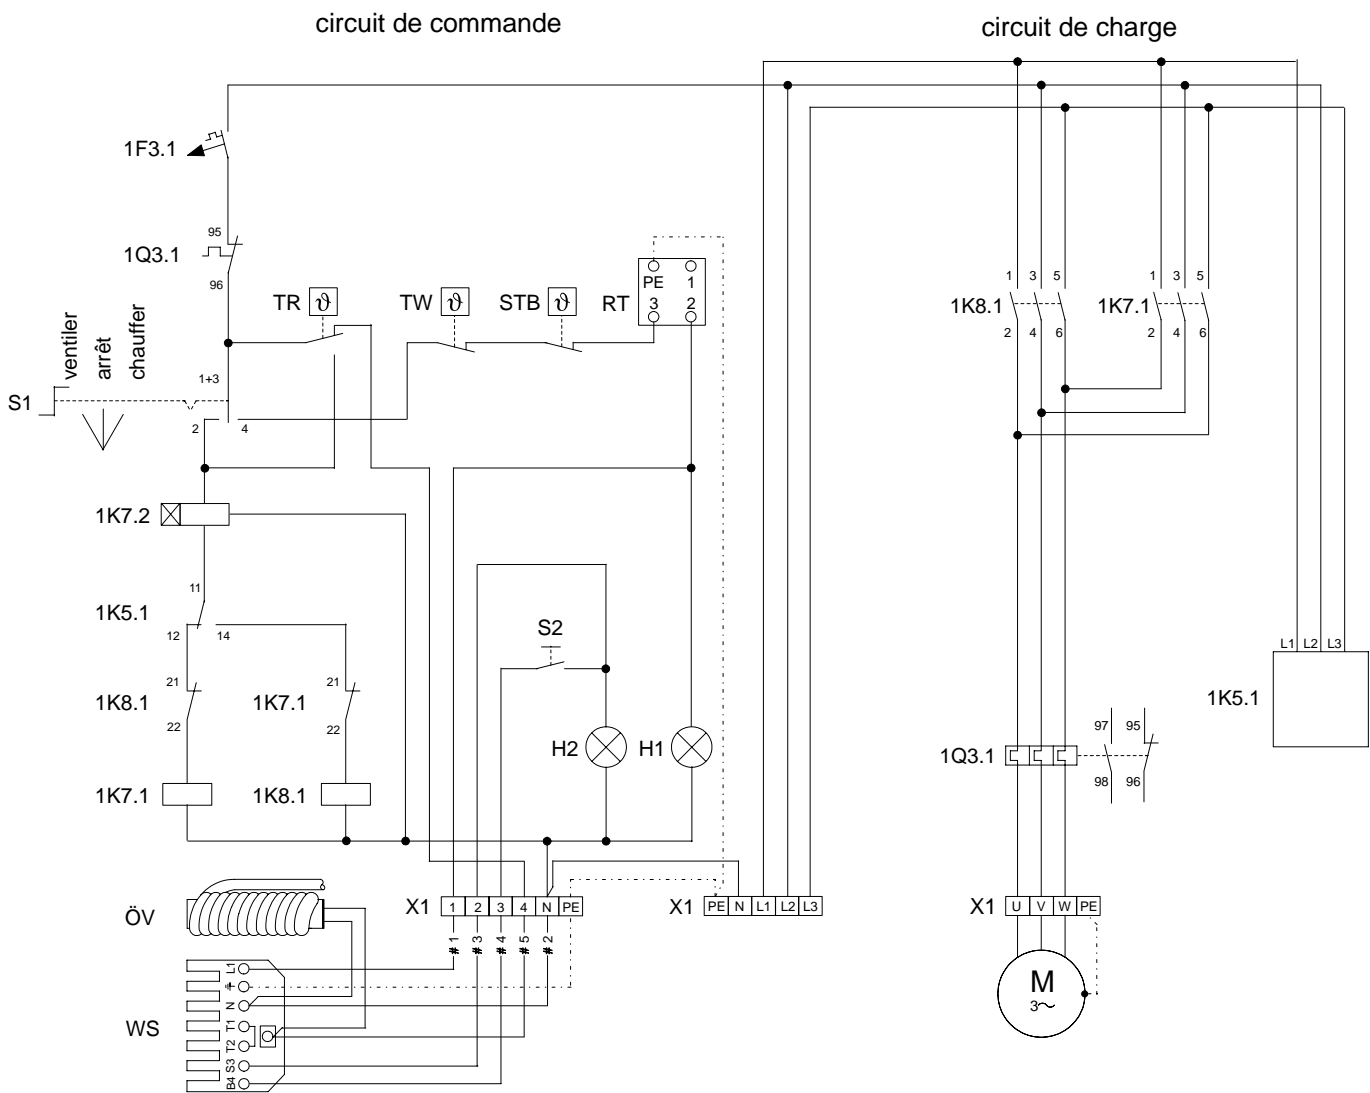 circuit de commande
circuit de charge
1F3.1
95
1Q3.1
96
ventiler
arrêt
chauffer
TR ϑ
TW ϑ
STB ϑ
RT
PE 1
3 2
1+3
S1
2 4
1 3 5
1K8.1
2 4 6
1 3 5
1K7.1
2 4 6
1K7.2
11
1K5.1
12 14
S2
21
1K8.1
22
21
1K7.1
22
H2
H1
1K7.1
1K8.1
L1 L2 L3
1K5.1
97 95
1Q3.1
98 96
ÖV
X1 1 2 3 4 N PE
#1 #3 #4 #5 #2
X1 PE N L1 L2 L3
X1 U V W PE
M
3~
WS
L1
N
T1
T2
S3
B4